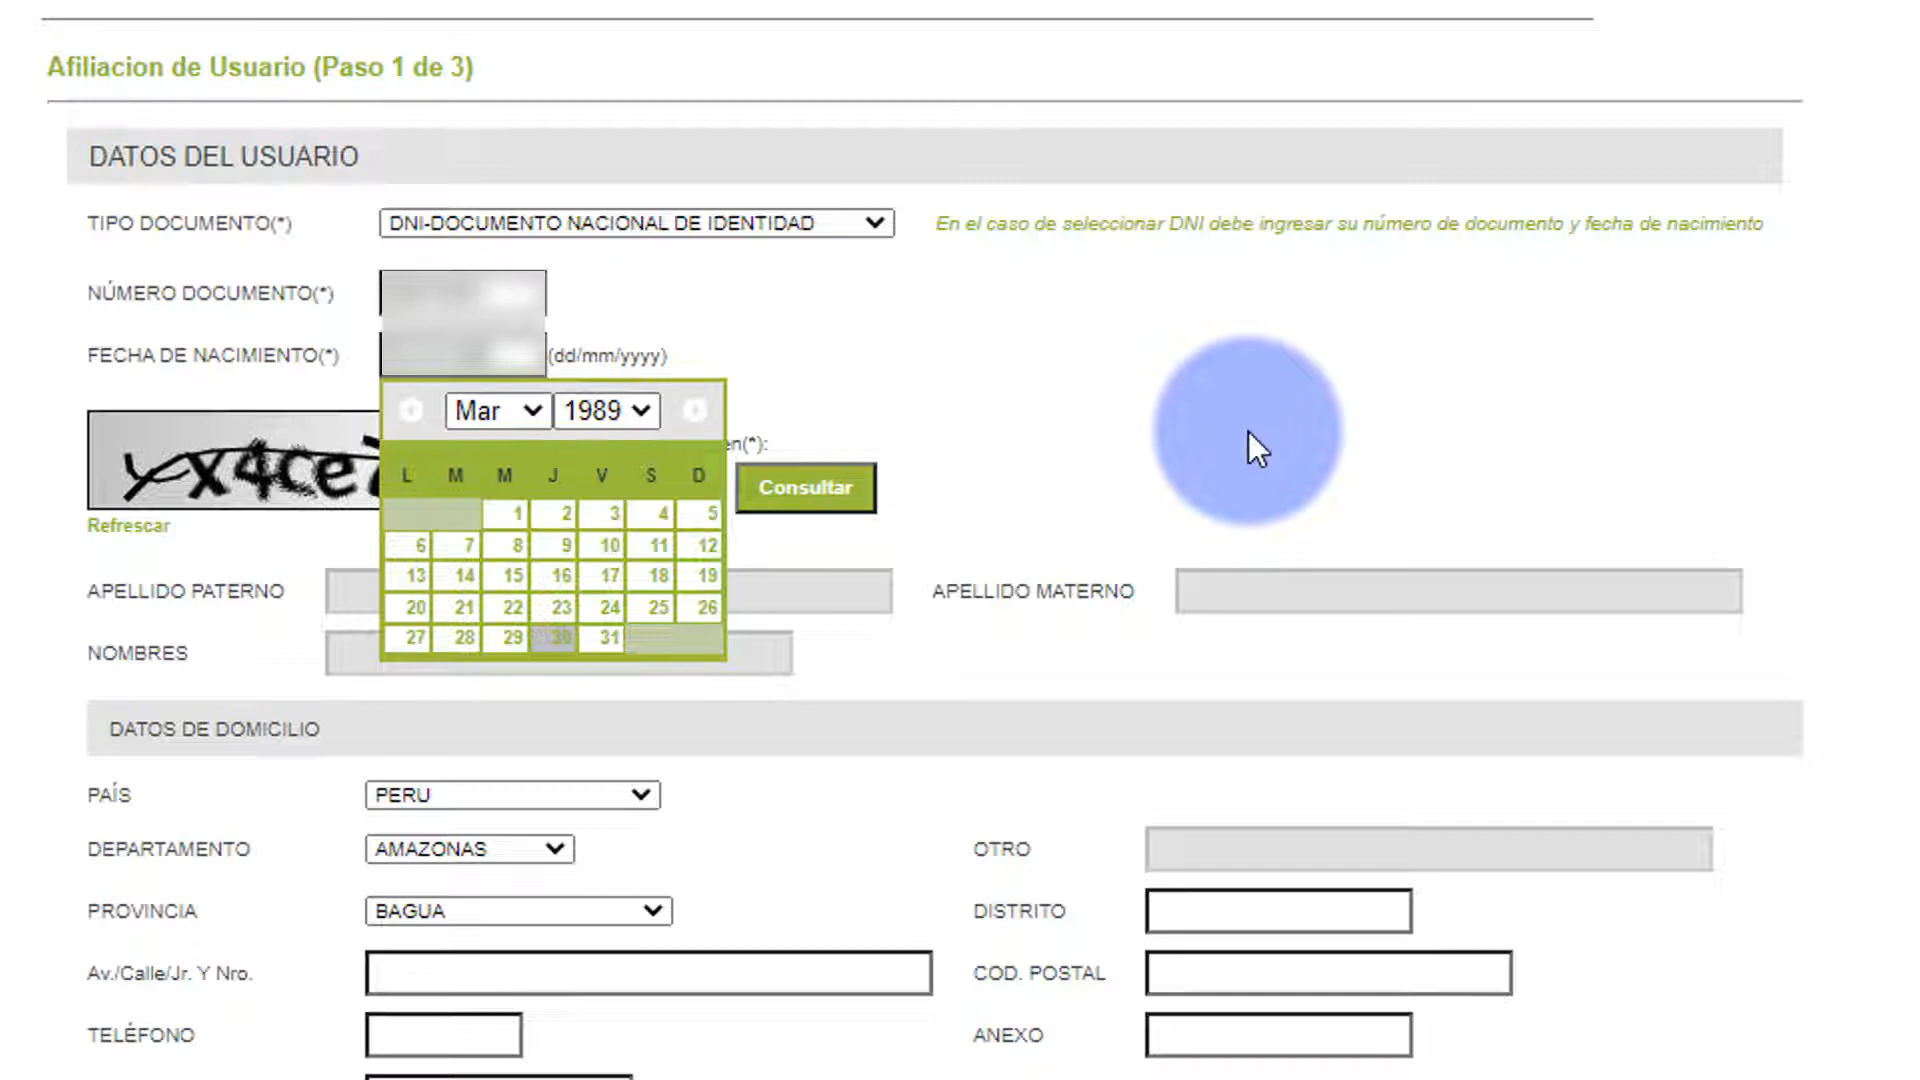 Afiliacion de Usuario (Paso 1 de 3)
DATOS DEL USUARIO
TIPO DOCUMENTO(*) DNI-DOCUMENTO NACIONAL DE IDENTIDAD En el caso de seleccionar DNI debe ingresar su número de documento y fecha de nacimiento
NÚMERO DOCUMENTO(*)
FECHA DE NACIMIENTO(*) (dd/mm/yyyy)
Mar 1989
en(*):
yx4ce
L M M J V S D
Consultar
1 2 3 4 5
Refrescar
6 7 8 9 10 11 12
13 14 15 16 17 18 19
APELLIDO PATERNO APELLIDO MATERNO
20 21 22 23 24 25 26
27 28 29 30 31
NOMBRES
DATOS DE DOMICILIO
PAÍS PERU
DEPARTAMENTO AMAZONAS OTRO
PROVINCIA BAGUA DISTRITO
Av./Calle/Jr. Y Nro. COD. POSTAL
TELÉFONO ANEXO